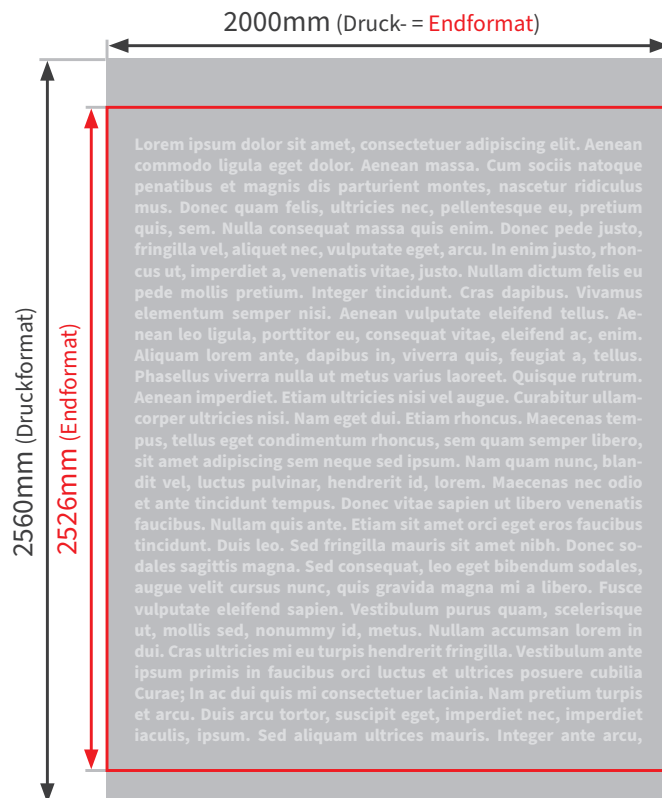 2000mm (Druck- = Endformat)
2560mm (Druckformat)
2526mm (Endformat)
Lorem ipsum dolor sit amet, consectetuer adipiscing elit. Aenean
commodo ligula eget dolor. Aenean massa. Cum sociis natoque
penatibus et magnis dis parturient montes, nascetur ridiculus
mus. Donec quam felis, ultricies nec, pellentesque eu, pretium
quis, sem. Nulla consequat massa quis enim. Donec pede justo,
fringilla vel, aliquet nec, vulputate eget, arcu. In enim justo, rhon-
cus ut, imperdiet a, venenatis vitae, justo. Nullam dictum felis eu
pede mollis pretium. Integer tincidunt. Cras dapibus. Vivamus
elementum semper nisi. Aenean vulputate eleifend tellus. Ae-
nean leo ligula, porttitor eu, consequat vitae, eleifend ac, enim.
Aliquam lorem ante, dapibus in, viverra quis, feugiat a, tellus.
Phasellus viverra nulla ut metus varius laoreet. Quisque rutrum.
Aenean imperdiet. Etiam ultricies nisi vel augue. Curabitur ullam-
corper ultricies nisi. Nam eget dui. Etiam rhoncus. Maecenas tem-
pus, tellus eget condimentum rhoncus, sem quam semper libero,
sit amet adipiscing sem neque sed ipsum. Nam quam nunc, blan-
dit vel, luctus pulvinar, hendrerit id, lorem. Maecenas nec odio
et ante tincidunt tempus. Donec vitae sapien ut libero venenatis
faucibus. Nullam quis ante. Etiam sit amet orci eget eros faucibus
tincidunt. Duis leo. Sed fringilla mauris sit amet nibh. Donec so-
dales sagittis magna. Sed consequat, leo eget bibendum sodales,
augue velit cursus nunc, quis gravida magna mi a libero. Fusce
vulputate eleifend sapien. Vestibulum purus quam, scelerisque
ut, mollis sed, nonummy id, metus. Nullam accumsan lorem in
dui. Cras ultricies mi eu turpis hendrerit fringilla. Vestibulum ante
ipsum primis in faucibus orci luctus et ultrices posuere cubilia
Curae; In ac dui quis mi consectetuer lacinia. Nam pretium turpis
et arcu. Duis arcu tortor, suscipit eget, imperdiet nec, imperdiet
iaculis, ipsum. Sed aliquam ultrices mauris. Integer ante arcu,